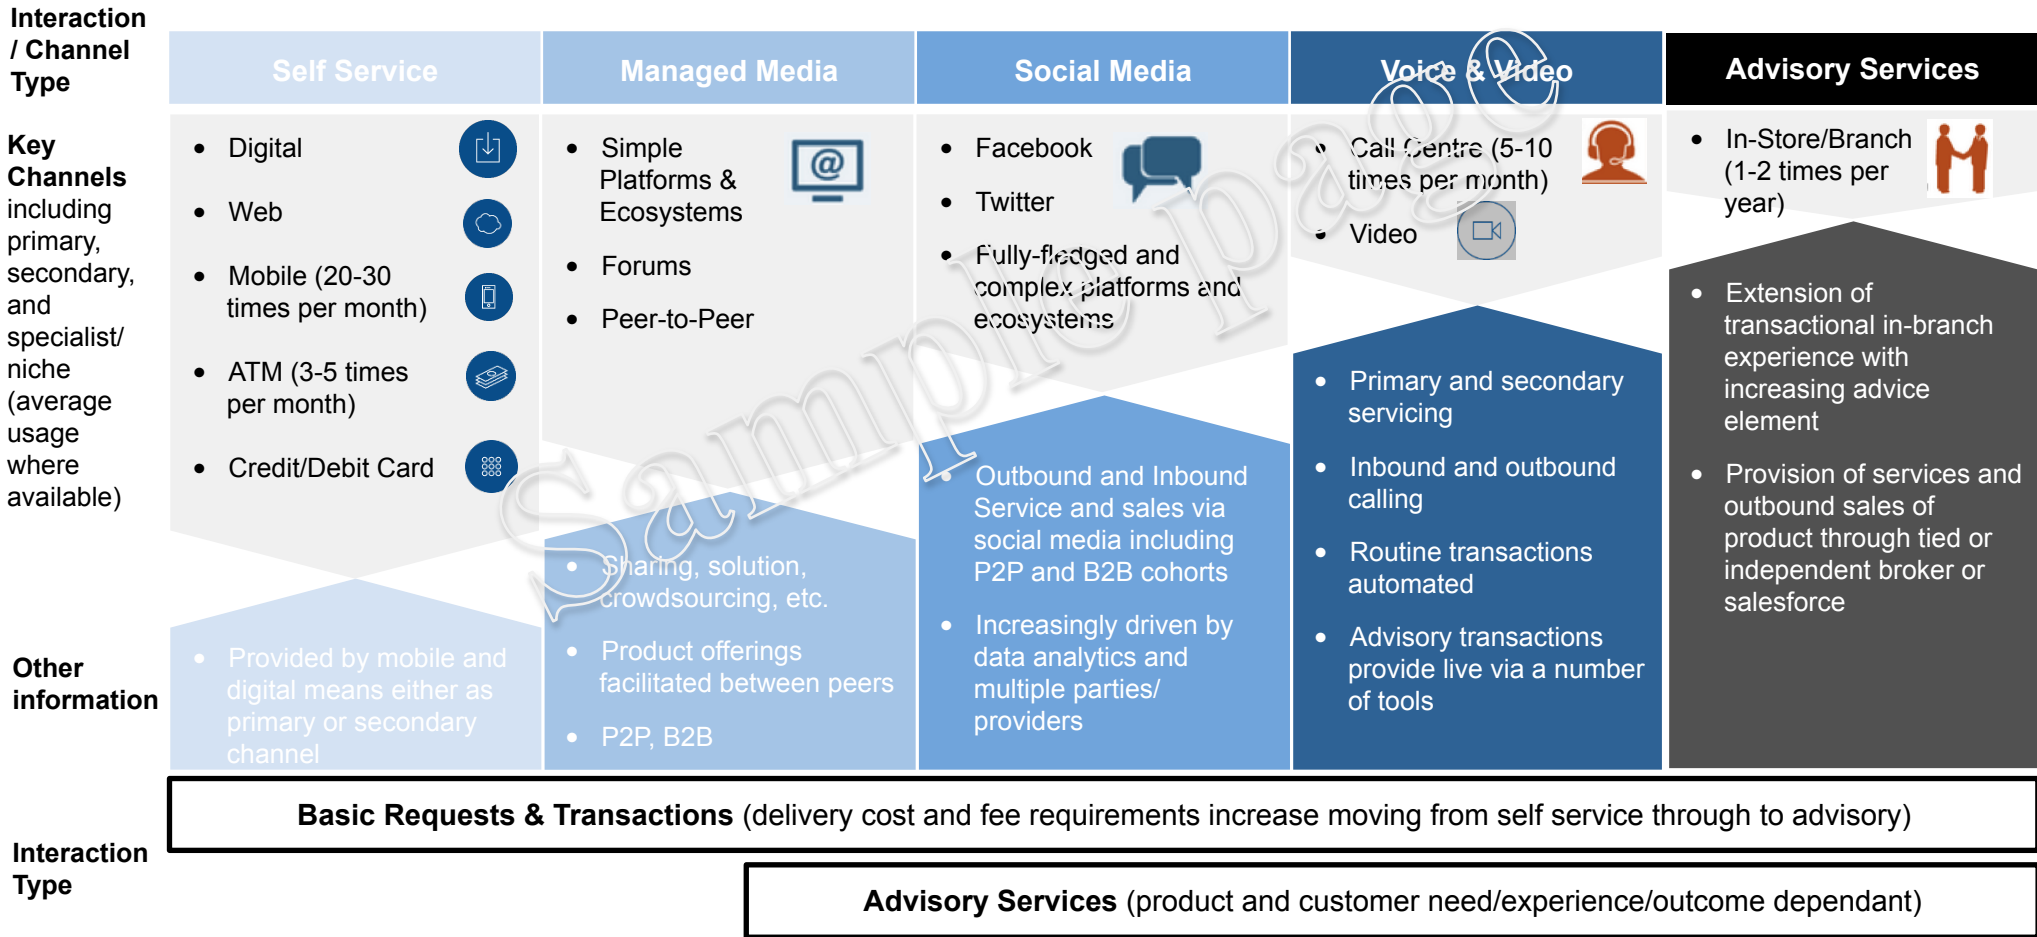 Interaction
/ Channel
Type
Self Service
Managed Media
Social Media
Voice & Video
Advisory Services
Key
Channels
including
primary,
secondary,
and
specialist/
niche
(average
usage
where
available)
• Digital
• Web
• Mobile (20-30
times per month)
• ATM (3-5 times
per month)
• Credit/Debit Card
• Simple
Platforms &
Ecosystems
• Forums
• Peer-to-Peer
• Facebook
• Twitter
• Fully-fledged and
complex platforms and
ecosystems
• Call Centre (5-10
times per month)
• Video
• In-Store/Branch
(1-2 times per
year)
Other
information
• Provided by mobile and
digital means either as
primary or secondary
channel
• Sharing, solution,
crowdsourcing, etc.
• Product offerings
facilitated between peers
• P2P, B2B
• Outbound and Inbound
Service and sales via
social media including
P2P and B2B cohorts
• Increasingly driven by
data analytics and
multiple parties/
providers
• Primary and secondary
servicing
• Inbound and outbound
calling
• Routine transactions
automated
• Advisory transactions
provide live via a number
of tools
• Extension of
transactional in-branch
experience with
increasing advice
element
• Provision of services and
outbound sales of
product through tied or
independent broker or
salesforce
Interaction
Type
Basic Requests & Transactions (delivery cost and fee requirements increase moving from self service through to advisory)
Advisory Services (product and customer need/experience/outcome dependant)
Sample page